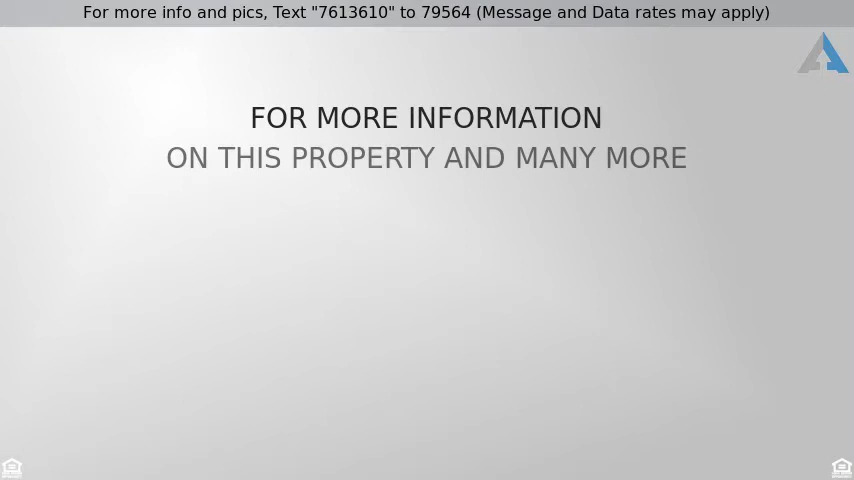 For more info and pics, Text "7613610" to 79564 (Message and Data rates may apply)
FOR MORE INFORMATION
ON THIS PROPERTY AND MANY MORE